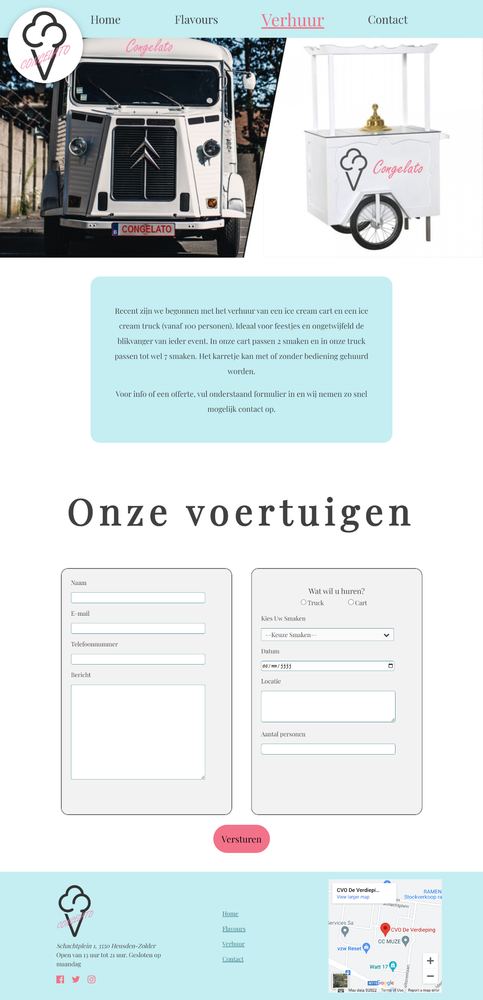 CONGELATO
Home
Flavours
Verhuur
Contact
Congelato
Congelato
B CONGELATO
Recent zijn we begonnen met het verhuur van een ice cream cart en een ice
cream truck (vanaf 100 personen). Ideaal voor feestjes en ongetwijfeld de
blikvanger van ieder event. In onze cart passen 2 smaken en in onze truck
passen tot wel 7 smaken. Het karretje kan met of zonder bediening gehuurd
worden.
Voor info of een offerte, vul onderstaand formulier in en wij nemen zo snel
mogelijk contact op.
Onze voertuigen
Naam
E-mail
Telefoonnummer
Bericht
Wat wil u huren?
Truck
Cart
Kies Uw Smaken
--Keuze Smaken--
Datum
dd/mm/jjjj
Locatie
Aantal personen
Versturen
CONGELATO
Schachtplein 1, 3550 Heusden-Zolder
Open van 13 uur tot 21 uur. Gesloten op
maandag
Home
Flavours
Verhuur
Contact
CVO De Verdiepi...
View larger map
RAMEN
Stockverkoop ra
Schachtplein
Services Sa
CVO De Verdieping
CC MUZE
vzw Reset
Watt 17
N719
Google
Map data ©2022
Terms of Use
Report a map error